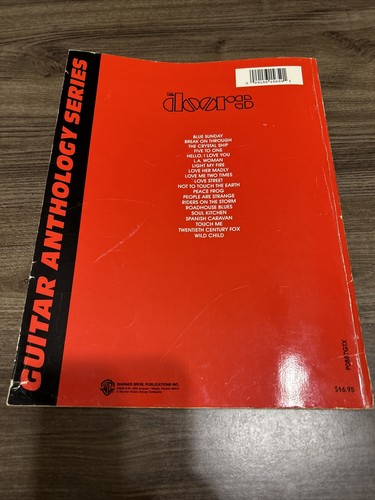 GUITAR ANTHOLOGY SERIES
the doors
BLUE SUNDAY
BREAK ON THROUGH
THE CRYSTAL SHIP
FIVE TO ONE
HELLO, I LOVE YOU
L.A. WOMAN
LIGHT MY FIRE
LOVE HER MADLY
LOVE ME TWO TIMES
LOVE STREET
NOT TO TOUCH THE EARTH
PEACE FROG
PEOPLE ARE STRANGE
RIDERS ON THE STORM
ROADHOUSE BLUES
SOUL KITCHEN
SPANISH CARAVAN
TOUCH ME
TWENTIETH CENTURY FOX
WILD CHILD
WARNER BROS. PUBLICATIONS INC.
$16.95